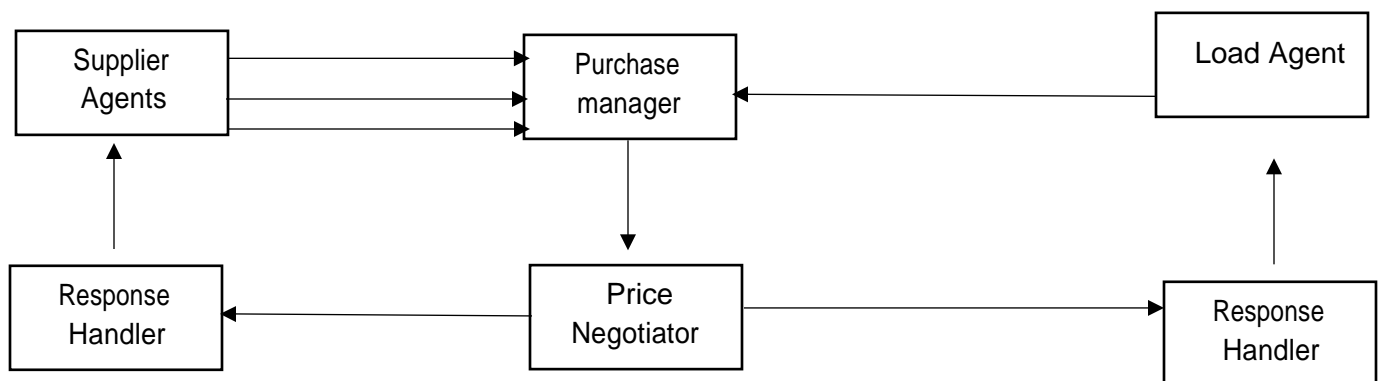 Supplier
Agents
Purchase
manager
Load Agent
Response
Handler
Price
Negotiator
Response
Handler